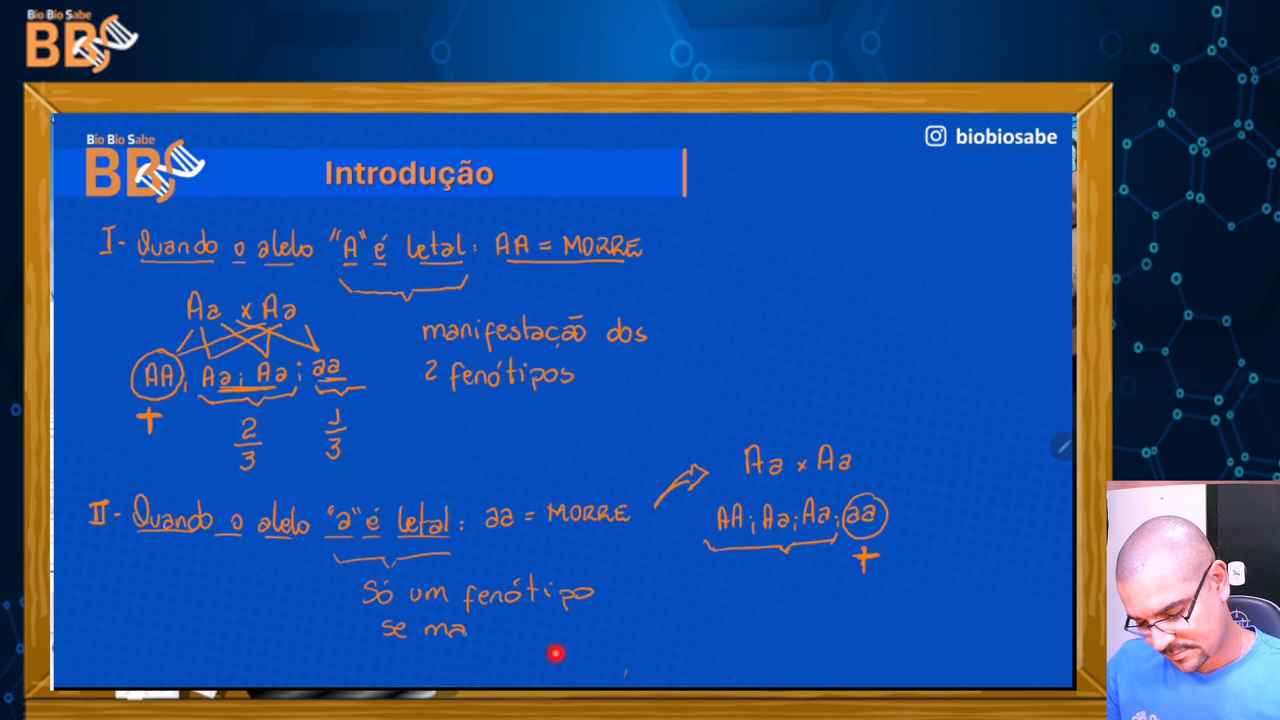 Bio Bio Sabe
BBS
Bio Bio Sabe
BBS
biobiosabe
Introdução
I- Quando o alelo "A" é letal: AA = MORRE
Aa x Aa
AA; Aa; Aa; aa
2/3 1/3
manifestação dos
2 fenótipos
II- Quando o alelo "a" é letal: aa = MORRE
Só um fenótipo
se ma
Aa x Aa
AA; Aa; Aa; aa